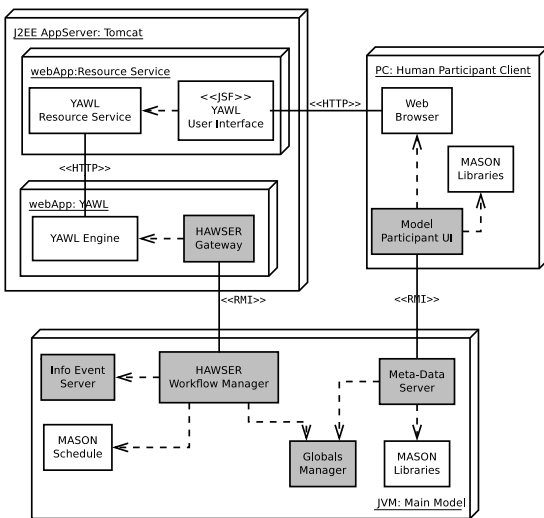 J2EE AppServer: Tomcat
webApp:Resource Service
YAWL
Resource Service
<<JSF>>
YAWL
User Interface
<<HTTP>>
PC: Human Participant Client
Web
Browser
MASON
Libraries
Model
Participant UI
<<HTTP>>
webApp: YAWL
YAWL Engine
HAWSER
Gateway
<<RMI>>
<<RMI>>
Info Event
Server
HAWSER
Workflow Manager
Meta-Data
Server
MASON
Schedule
Globals
Manager
MASON
Libraries
JVM: Main Model